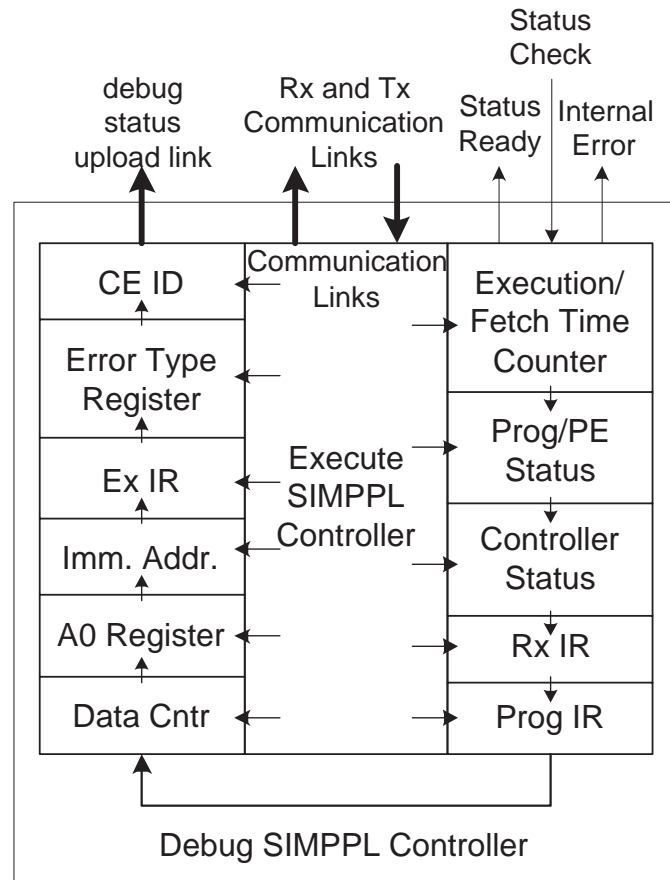 Status
Check
debug
status
upload link
Rx and Tx
Communication
Links
Status
Ready
Internal
Error
CE ID
Error Type
Register
Ex IR
Imm. Addr.
A0 Register
Data Cntr
Communication
Links
Execute
SIMPPL
Controller
Execution/
Fetch Time
Counter
Prog/PE
Status
Controller
Status
Rx IR
Prog IR
Debug SIMPPL Controller